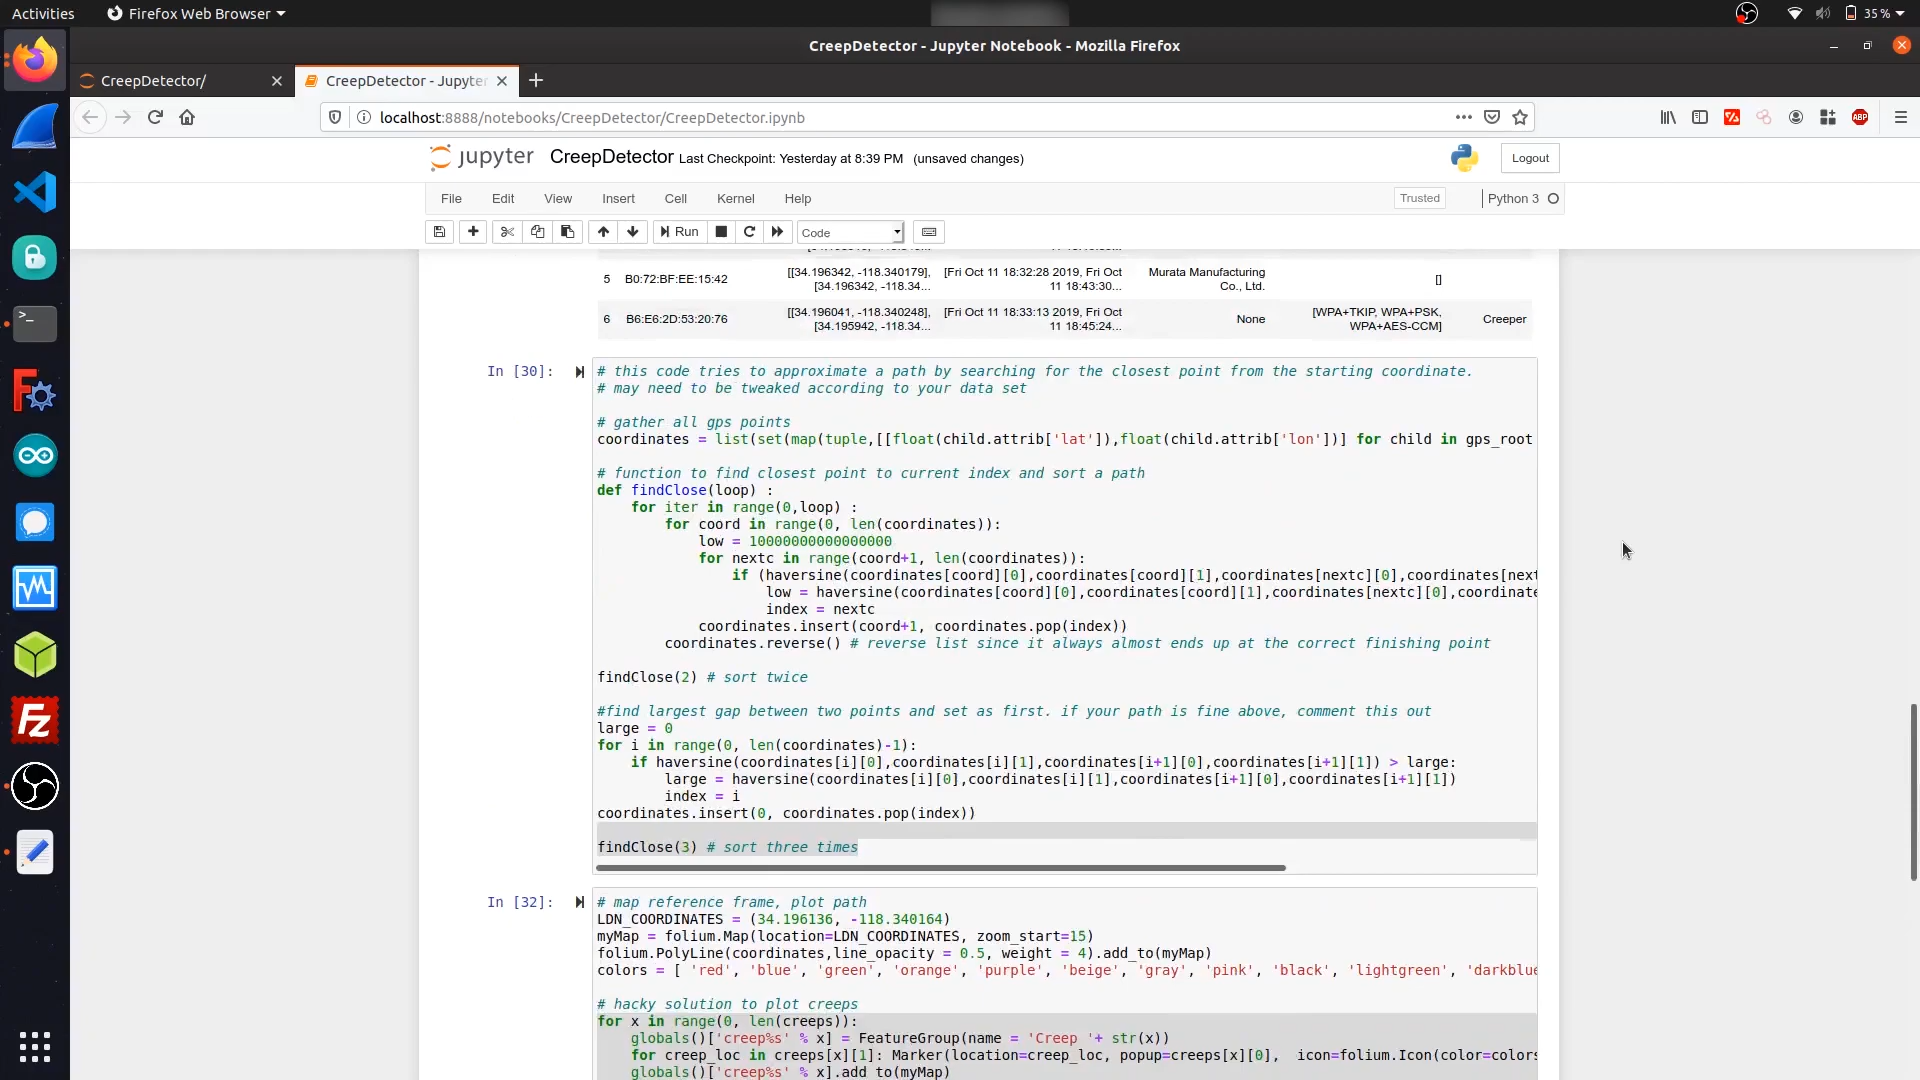 Activities
Firefox Web Browser
35 %
CreepDetector - Jupyter Notebook - Mozilla Firefox
CreepDetector/
CreepDetector - Jupyter
localhost:8888/notebooks/CreepDetector/CreepDetector.ipynb
ABP
jupyter CreepDetector Last Checkpoint: Yesterday at 8:39 PM (unsaved changes)
Logout
File Edit View Insert Cell Kernel Help
Trusted
Python 3
Run
Code
5 B0:72:BF:EE:15:42 [[34.196342, -118.340179], [Fri Oct 11 18:32:28 2019, Fri Oct Murata Manufacturing []
[34.196342, -118.34... 11 18:43:30... Co., Ltd.
6 B6:E6:2D:53:20:76 [[34.196041, -118.340248], [Fri Oct 11 18:33:13 2019, Fri Oct None [WPA+TKIP, WPA+PSK, Creeper
[34.195942, -118.34... 11 18:45:24... WPA+AES-CCM]
In [30]:
# this code tries to approximate a path by searching for the closest point from the starting coordinate.
# may need to be tweaked according to your data set
# gather all gps points
coordinates = list(set(map(tuple,[[float(child.attrib['lat']),float(child.attrib['lon'])] for child in gps_root
# function to find closest point to current index and sort a path
def findClose(loop) :
for iter in range(0,loop) :
for coord in range(0, len(coordinates)):
low = 10000000000000000
for nextc in range(coord+1, len(coordinates)):
if (haversine(coordinates[coord][0],coordinates[coord][1],coordinates[nextc][0],coordinates[next
low = haversine(coordinates[coord][0],coordinates[coord][1],coordinates[nextc][0],coordinate
index = nextc
coordinates.insert(coord+1, coordinates.pop(index))
coordinates.reverse() # reverse list since it always almost ends up at the correct finishing point
findClose(2) # sort twice
#find largest gap between two points and set as first. if your path is fine above, comment this out
large = 0
for i in range(0, len(coordinates)-1):
if haversine(coordinates[i][0],coordinates[i][1],coordinates[i+1][0],coordinates[i+1][1]) > large:
large = haversine(coordinates[i][0],coordinates[i][1],coordinates[i+1][0],coordinates[i+1][1])
index = i
coordinates.insert(0, coordinates.pop(index))
findClose(3) # sort three times
In [32]:
# map reference frame, plot path
LDN_COORDINATES = (34.196136, -118.340164)
myMap = folium.Map(location=LDN_COORDINATES, zoom_start=15)
folium.PolyLine(coordinates,line_opacity = 0.5, weight = 4).add_to(myMap)
colors = [ 'red', 'blue', 'green', 'orange', 'purple', 'beige', 'gray', 'pink', 'black', 'lightgreen', 'darkblue
# hacky solution to plot creeps
for x in range(0, len(creeps)):
globals()['creep%s' % x] = FeatureGroup(name = 'Creep '+ str(x))
for creep_loc in creeps[x][1]: Marker(location=creep_loc, popup=creeps[x][0], icon=folium.Icon(color=colors
globals()['creep%s' % x].add_to(myMap)